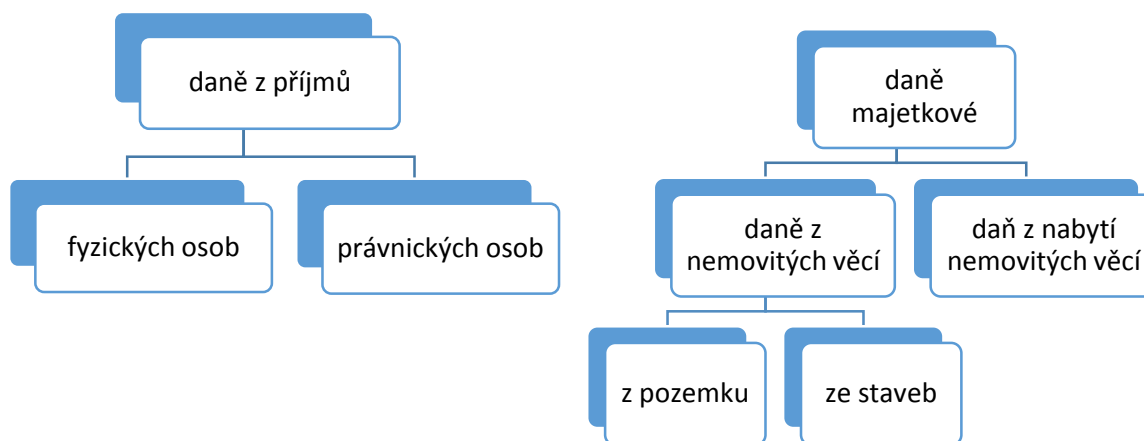 daně z příjmů
fyzických osob
právnických osob
daně
majetkové
daně z
nemovitých věcí
daň z nabytí
nemovitých věcí
z pozemku
ze staveb